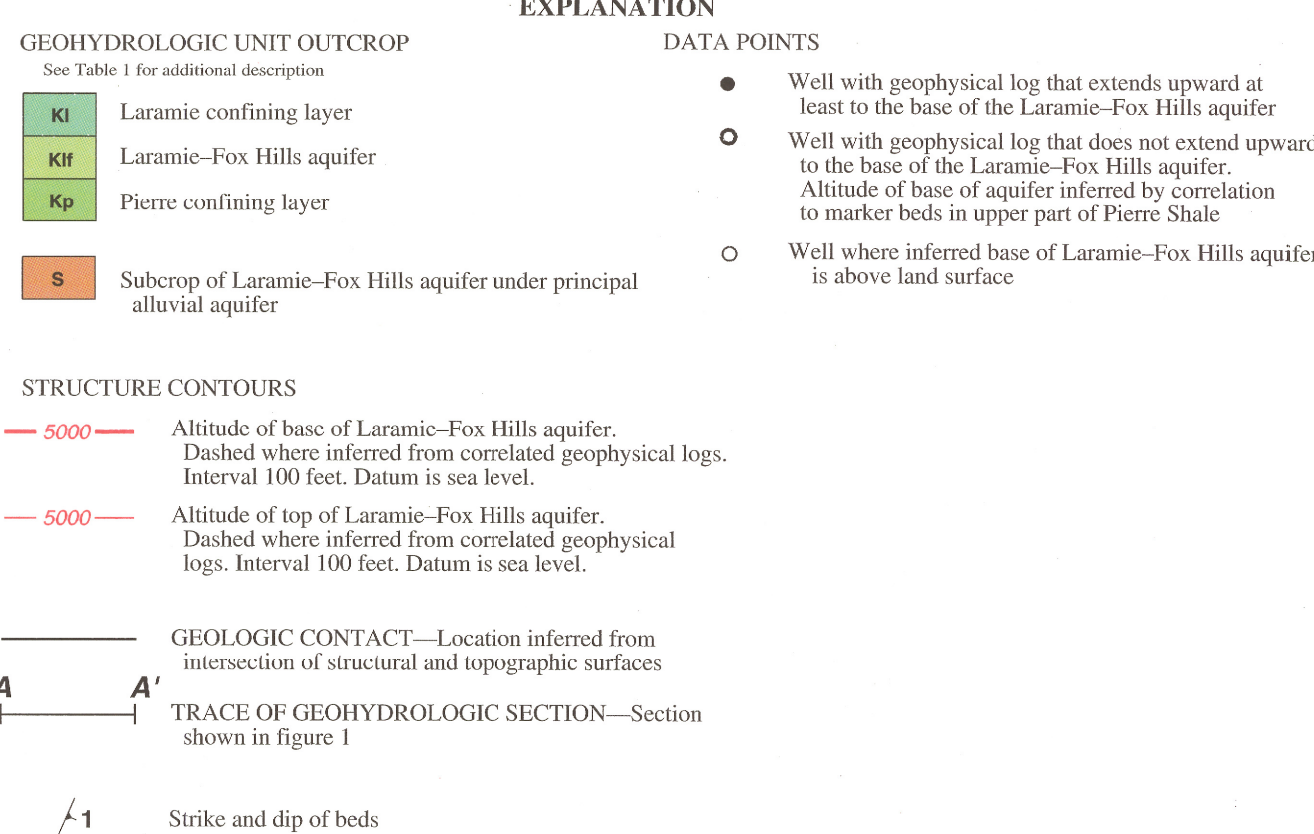 EXPLANATION
GEOHYDROLOGIC UNIT OUTCROP
See Table 1 for additional description
Kl
Laramie confining layer
Klf
Laramie–Fox Hills aquifer
Kp
Pierre confining layer
S
Subcrop of Laramie–Fox Hills aquifer under principal
alluvial aquifer
DATA POINTS
Well with geophysical log that extends upward at
least to the base of the Laramie–Fox Hills aquifer
Well with geophysical log that does not extend upward
to the base of the Laramie–Fox Hills aquifer.
Altitude of base of aquifer inferred by correlation
to marker beds in upper part of Pierre Shale
Well where inferred base of Laramie–Fox Hills aquifer
is above land surface
STRUCTURE CONTOURS
5000
Altitude of base of Laramie–Fox Hills aquifer.
Dashed where inferred from correlated geophysical logs.
Interval 100 feet. Datum is sea level.
5000
Altitude of top of Laramie–Fox Hills aquifer.
Dashed where inferred from correlated geophysical
logs. Interval 100 feet. Datum is sea level.
GEOLOGIC CONTACT—Location inferred from
intersection of structural and topographic surfaces
A A'
TRACE OF GEOHYDROLOGIC SECTION—Section
shown in figure 1
1
Strike and dip of beds